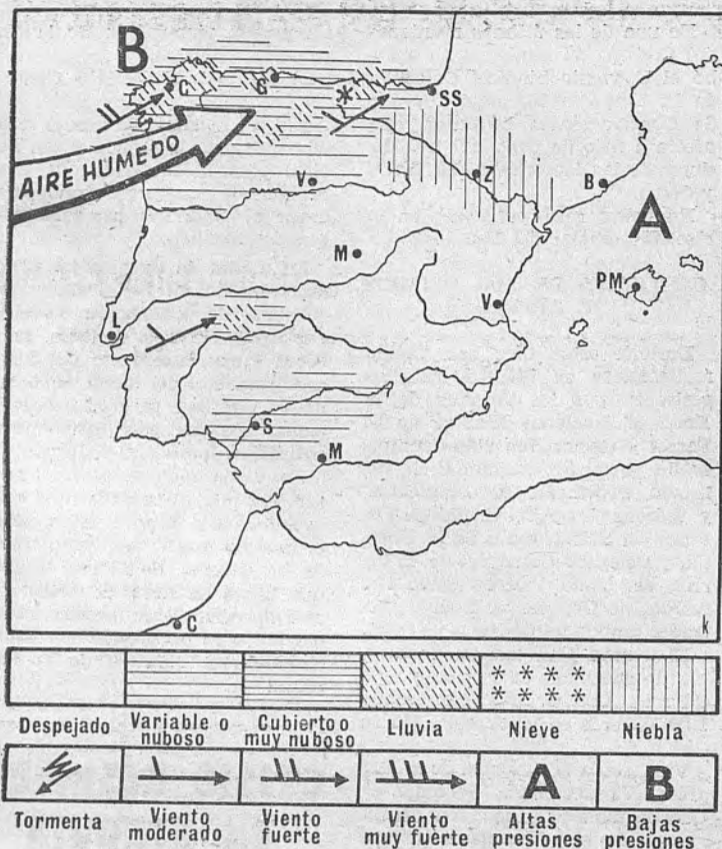 B
C
G
SS
AIRE HUMEDO
V
Z
B
A
M
PM
L
V
S
M
C
k
Despejado
Variable o nuboso
Cubierto o muy nuboso
Lluvia
Nieve
Niebla
A
B
Tormenta
Viento moderado
Viento fuerte
Viento muy fuerte
Altas presiones
Bajas presiones